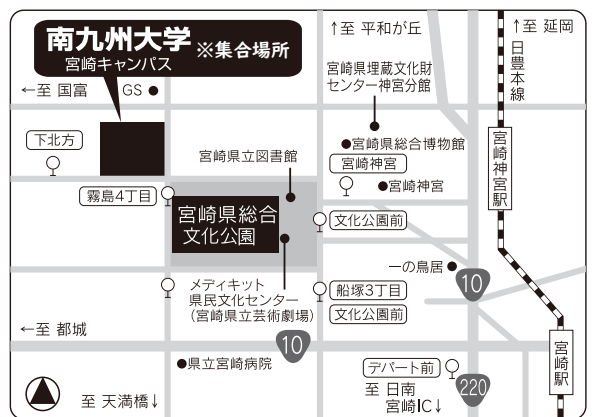 南九州大学 ※集合場所
宮崎キャンパス
←至 国富
GS
↑至 平和が丘
↑至 延岡
日豊本線
宮崎県埋蔵文化財
センター神宮分館
下北方
宮崎県総合博物館
宮崎県立図書館
宮崎神宮
宮崎神宮
宮崎神宮駅
霧島4丁目
宮崎県総合
文化公園
文化公園前
一の鳥居
10
メディキット
県民文化センター
(宮崎県立芸術劇場)
船塚3丁目
文化公園前
←至 都城
10
宮崎駅
県立宮崎病院
デパート前
220
至 天満橋↓
至 日南
宮崎IC↓